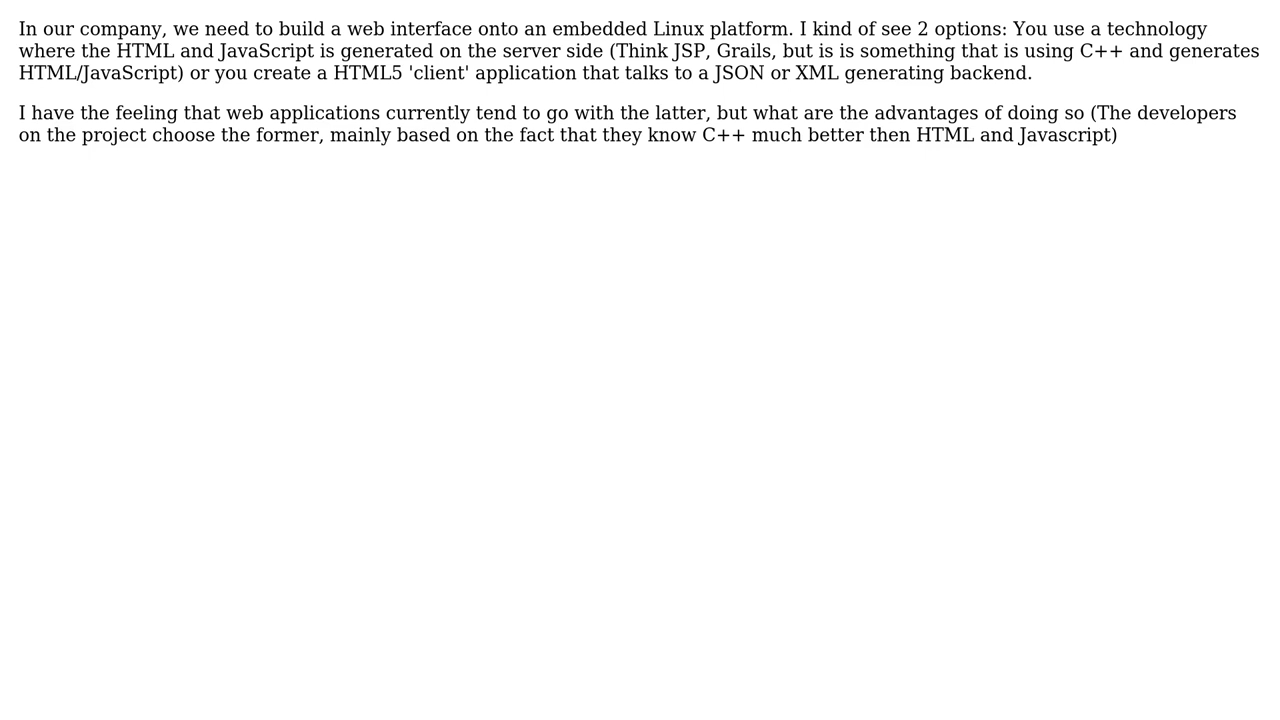 In our company, we need to build a web interface onto an embedded Linux platform. I kind of see 2 options: You use a technology
where the HTML and JavaScript is generated on the server side (Think JSP, Grails, but is is something that is using C++ and generates
HTML/JavaScript) or you create a HTML5 'client' application that talks to a JSON or XML generating backend.
I have the feeling that web applications currently tend to go with the latter, but what are the advantages of doing so (The developers
on the project choose the former, mainly based on the fact that they know C++ much better then HTML and Javascript)